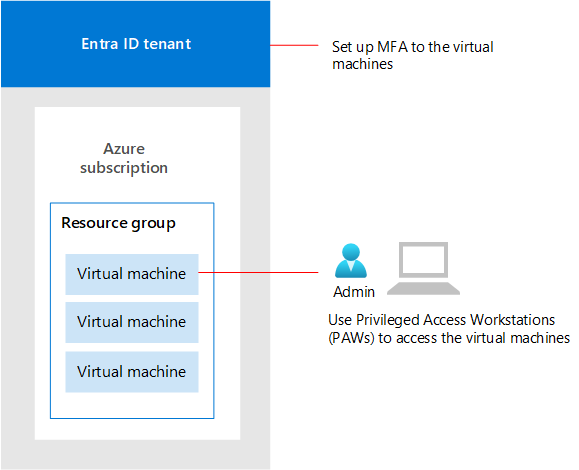 Entra ID tenant
Set up MFA to the virtual
machines
Azure
subscription
Resource group
Virtual machine
Virtual machine
Virtual machine
Admin
Use Privileged Access Workstations
(PAWs) to access the virtual machines